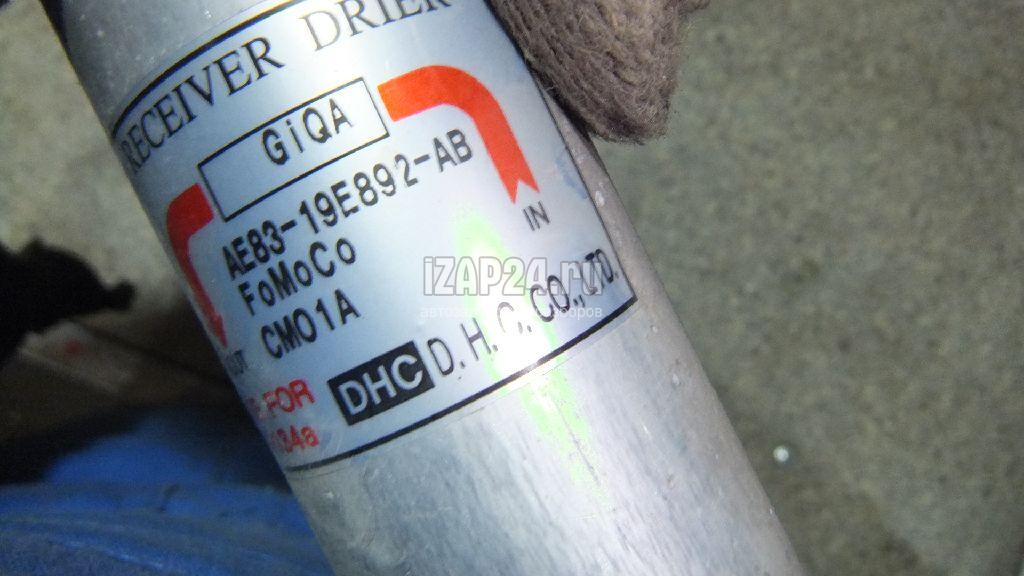 RECEIVER DRIER
GiQA
AE83-19E892-AB
FoMoCo
CM01A
IN
iZAP24.ru
FOR
DHC D. H. C. CO., LTD.